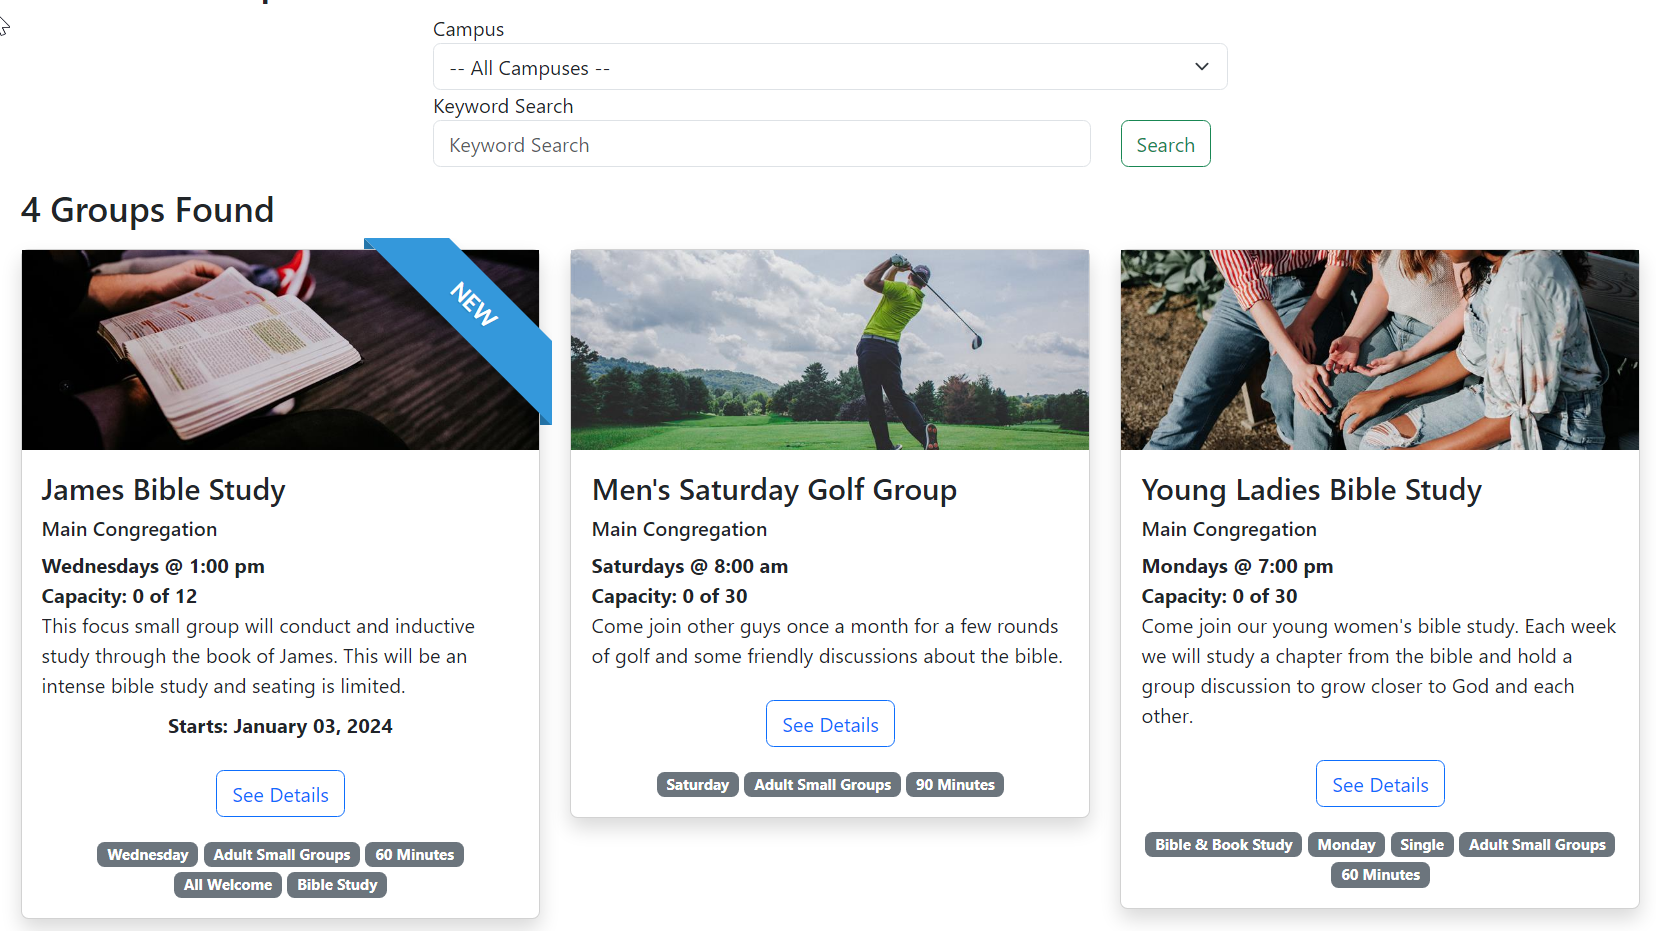 Campus
-- All Campuses --
Keyword Search
Keyword Search
Search
4 Groups Found
NEW
James Bible Study
Main Congregation
Wednesdays @ 1:00 pm
Capacity: 0 of 12
This focus small group will conduct and inductive
study through the book of James. This will be an
intense bible study and seating is limited.
Starts: January 03, 2024
See Details
Wednesday Adult Small Groups 60 Minutes
All Welcome Bible Study
Men's Saturday Golf Group
Main Congregation
Saturdays @ 8:00 am
Capacity: 0 of 30
Come join other guys once a month for a few rounds
of golf and some friendly discussions about the bible.
See Details
Saturday Adult Small Groups 90 Minutes
Young Ladies Bible Study
Main Congregation
Mondays @ 7:00 pm
Capacity: 0 of 30
Come join our young women's bible study. Each week
we will study a chapter from the bible and hold a
group discussion to grow closer to God and each
other.
See Details
Bible & Book Study Monday Single Adult Small Groups
60 Minutes